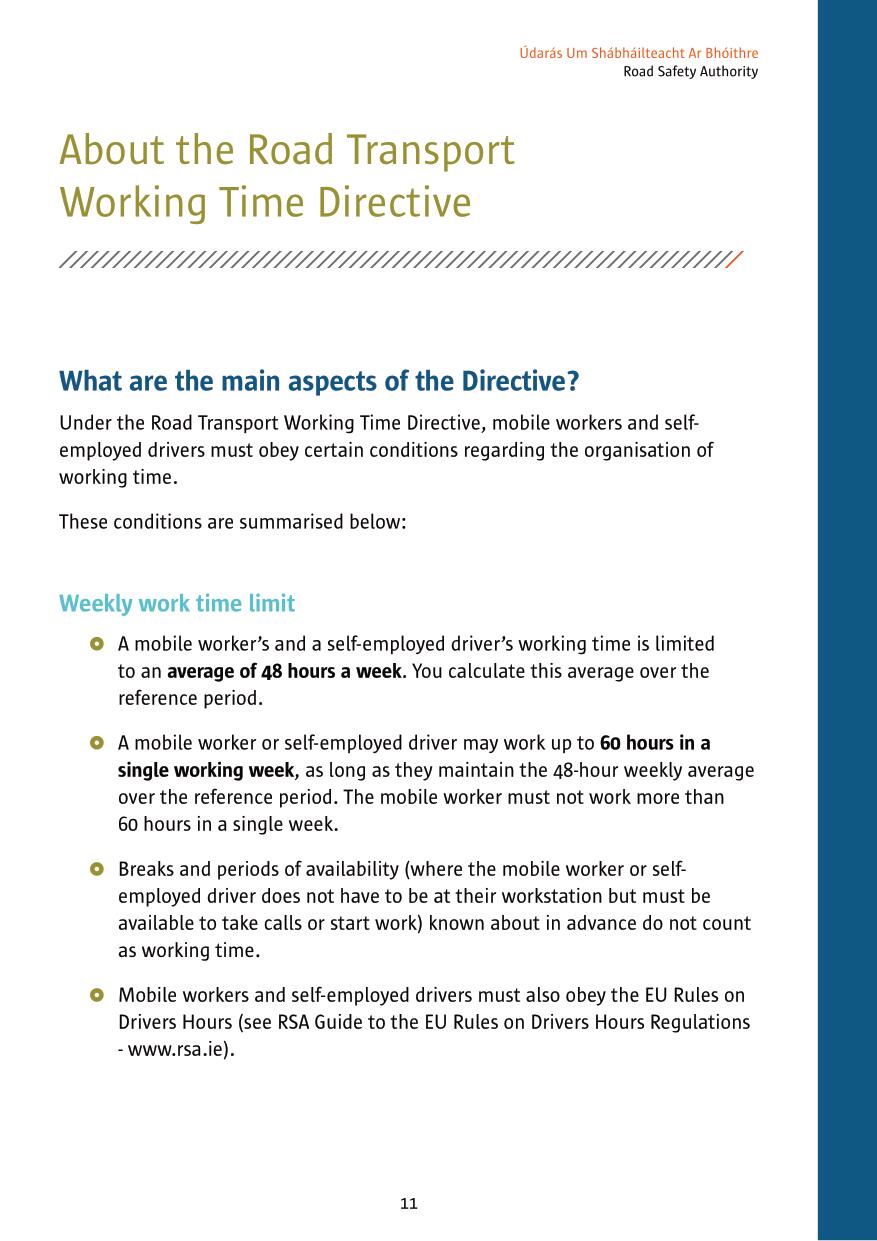 Údarás Um Shábháilteacht Ar Bhóithre
Road Safety Authority
About the Road Transport
Working Time Directive
What are the main aspects of the Directive?
Under the Road Transport Working Time Directive, mobile workers and self-
employed drivers must obey certain conditions regarding the organisation of
working time.
These conditions are summarised below:
Weekly work time limit
A mobile worker’s and a self-employed driver’s working time is limited
to an average of 48 hours a week. You calculate this average over the
reference period.
A mobile worker or self-employed driver may work up to 60 hours in a
single working week, as long as they maintain the 48-hour weekly average
over the reference period. The mobile worker must not work more than
60 hours in a single week.
Breaks and periods of availability (where the mobile worker or self-
employed driver does not have to be at their workstation but must be
available to take calls or start work) known about in advance do not count
as working time.
Mobile workers and self-employed drivers must also obey the EU Rules on
Drivers Hours (see RSA Guide to the EU Rules on Drivers Hours Regulations
- www.rsa.ie).
11